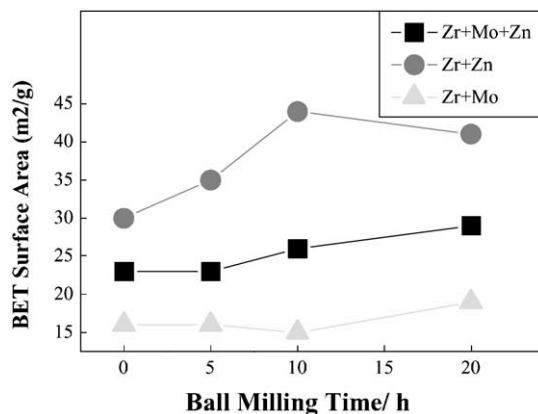 Zr+Mo+Zn
Zr+Zn
Zr+Mo
BET Surface Area (m2/g)
45
40
35
30
25
20
15
0 5 10 15 20
Ball Milling Time/ h